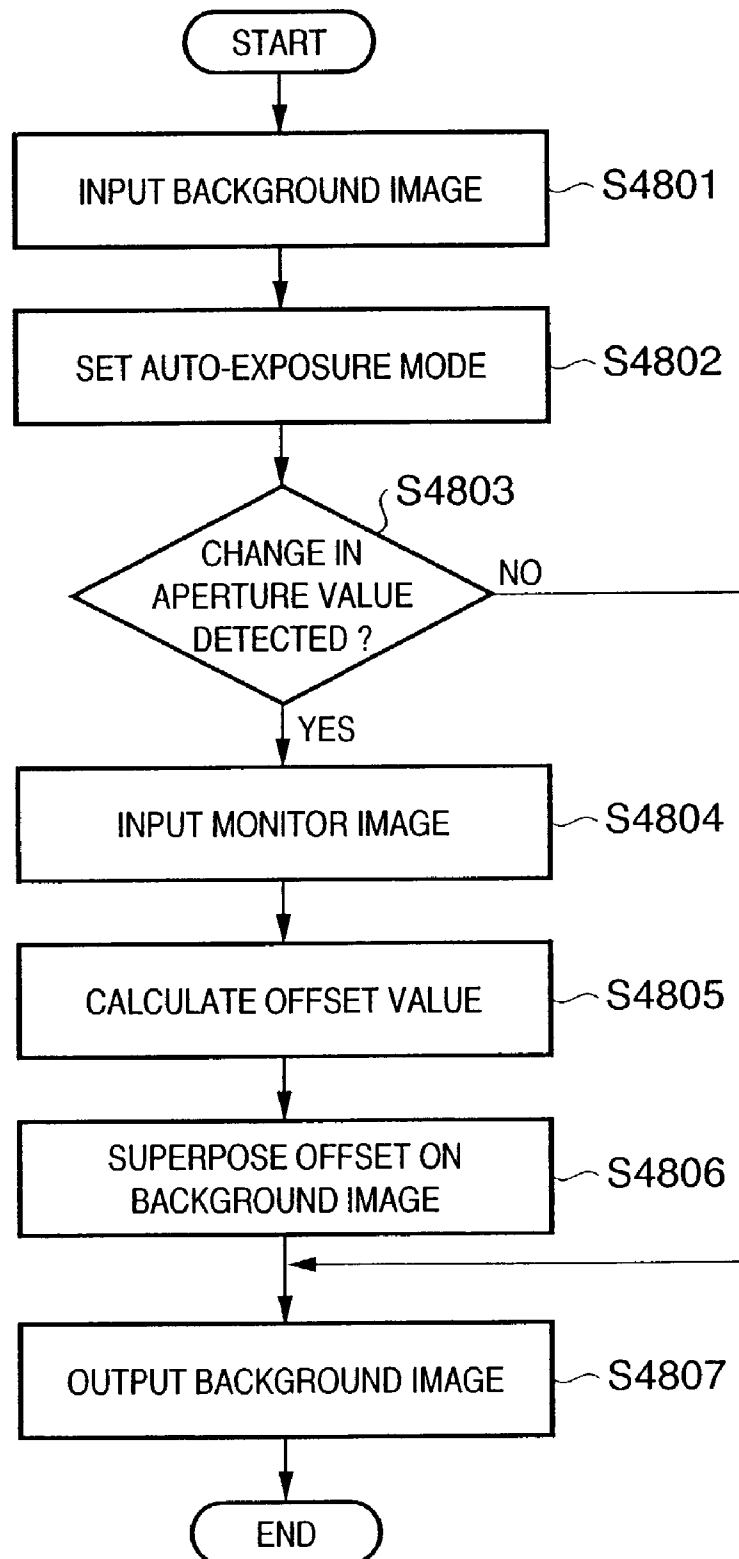 START
INPUT BACKGROUND IMAGE
S4801
SET AUTO-EXPOSURE MODE
S4802
S4803
CHANGE IN
APERTURE VALUE
DETECTED ?
NO
YES
INPUT MONITOR IMAGE
S4804
CALCULATE OFFSET VALUE
S4805
SUPERPOSE OFFSET ON
BACKGROUND IMAGE
S4806
OUTPUT BACKGROUND IMAGE
S4807
END